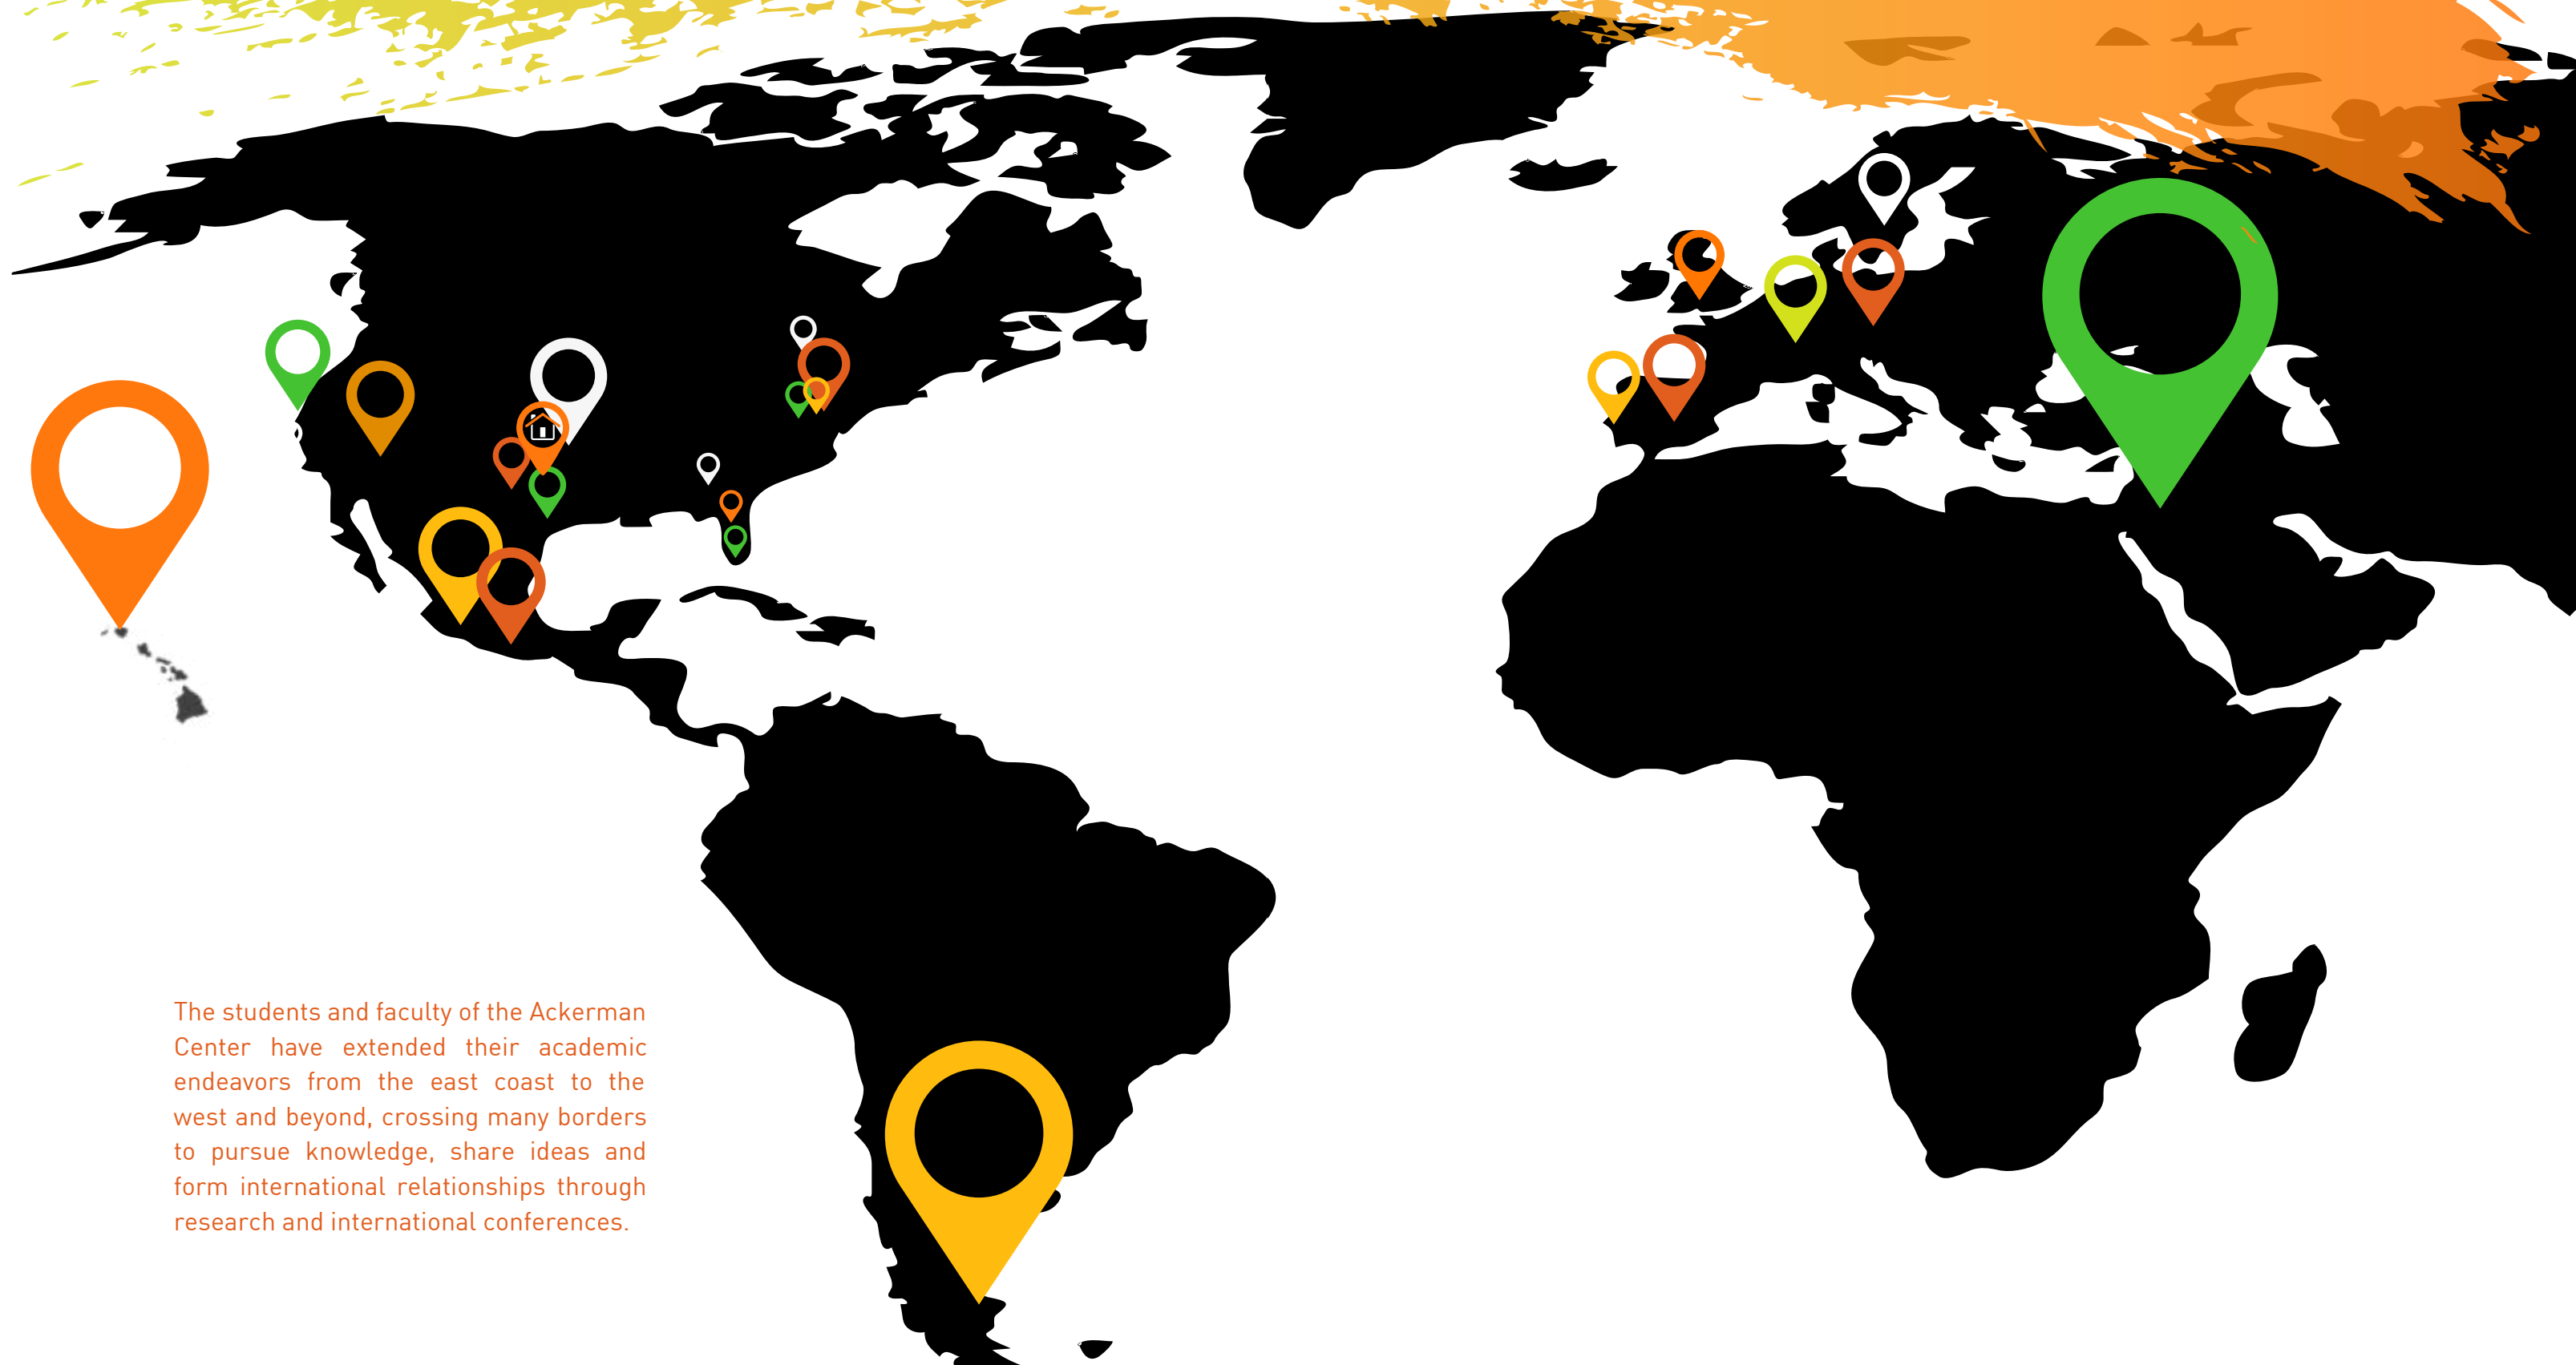 The students and faculty of the Ackerman
Center have extended their academic
endeavors from the east coast to the
west and beyond, crossing many borders
to pursue knowledge, share ideas and
form international relationships through
research and international conferences.